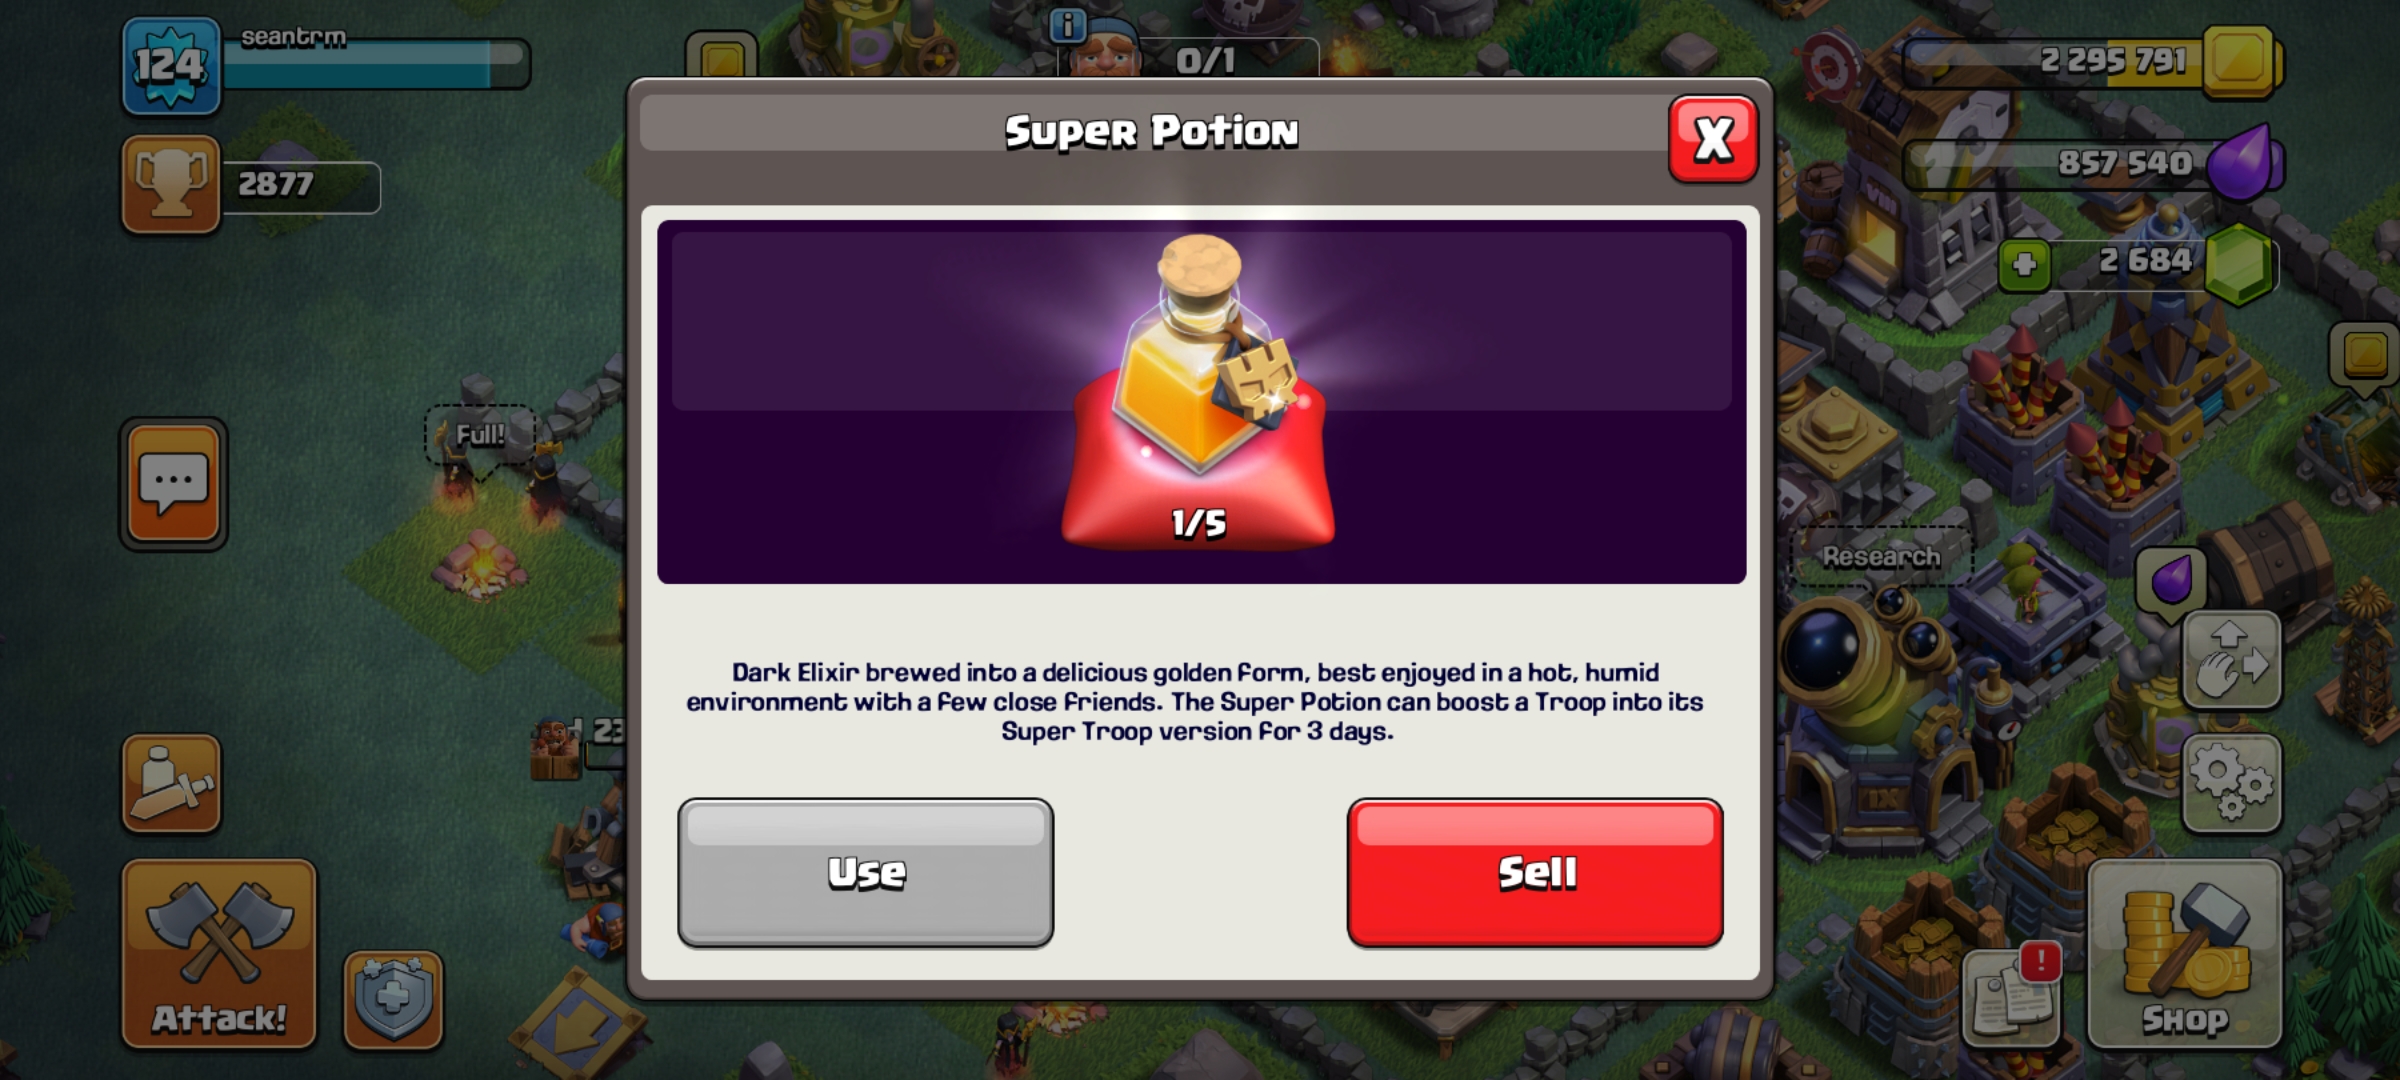 124
seantrm
0/1
2 295 791
Super Potion
X
2877
857 540
2 684
VIII
Full!
1/5
Research
Dark Elixir brewed into a delicious golden form, best enjoyed in a hot, humid
environment with a few close friends. The Super Potion can boost a Troop into its
Super Troop version for 3 days.
IX
Use
Sell
!
Attack!
Shop